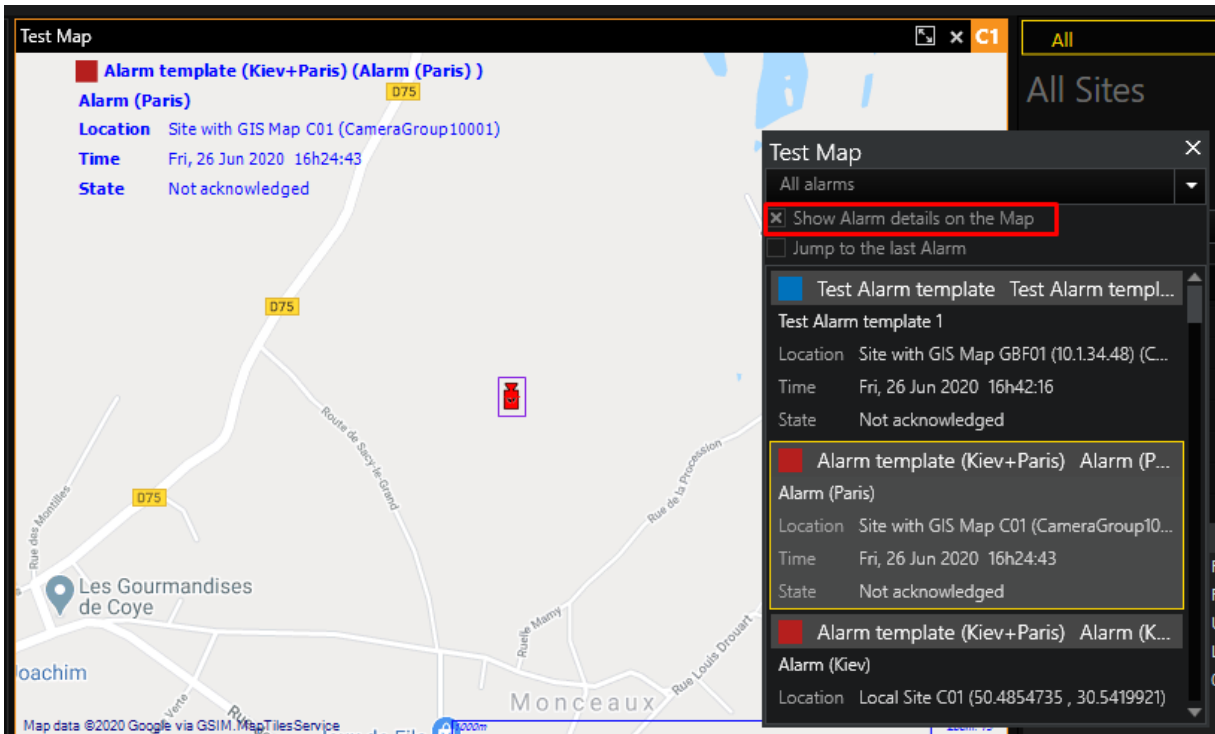 Test Map
C1
Alarm template (Kiev+Paris) (Alarm (Paris) )
Alarm (Paris)
Location Site with GIS Map C01 (CameraGroup10001)
Time Fri, 26 Jun 2020 16h24:43
State Not acknowledged
D75
D75
D75
Route de Sacy-le-Grand
Rue de la Procession
Rue des Montilles
Les Gourmandises
de Coye
Ruelle Mamy
Rue Louis Drouart
Joachim
Verte
Monceaux
Map data ©2020 Google via GSIM.MapTilesService
All
All Sites
Test Map
All alarms
Show Alarm details on the Map
Jump to the last Alarm
Test Alarm template Test Alarm templ...
Test Alarm template 1
Location Site with GIS Map GBF01 (10.1.34.48) (C...
Time Fri, 26 Jun 2020 16h42:16
State Not acknowledged
Alarm template (Kiev+Paris) Alarm (P...
Alarm (Paris)
Location Site with GIS Map C01 (CameraGroup10...
Time Fri, 26 Jun 2020 16h24:43
State Not acknowledged
Alarm template (Kiev+Paris) Alarm (K...
Alarm (Kiev)
Location Local Site C01 (50.4854735 , 30.5419921)